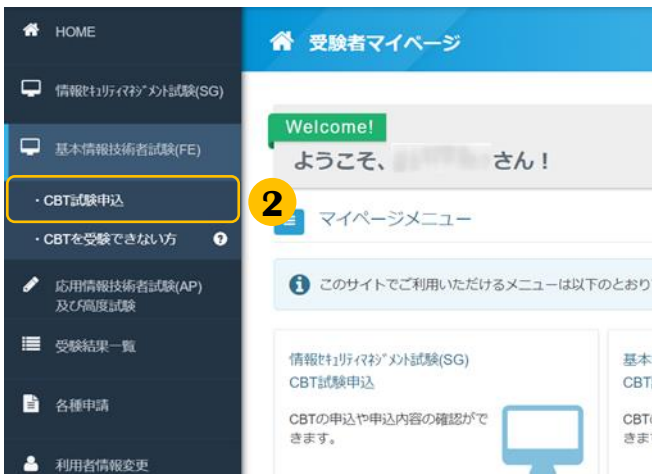 HOME
情報ｾｷｭﾘﾃｨﾏﾈｼﾞﾒﾝﾄ試験(SG)
基本情報技術者試験(FE)
・CBT試験申込
・CBTを受験できない方 ?
応用情報技術者試験(AP)
及び高度試験
受験結果一覧
各種申請
利用者情報変更
受験者マイページ
Welcome!
ようこそ、 さん！
2
マイページメニュー
このサイトでご利用いただけるメニューは以下のとおり
情報ｾｷｭﾘﾃｨﾏﾈｼﾞﾒﾝﾄ試験(SG)
CBT試験申込
CBTの申込や申込内容の確認がで
きます。
基本
CBT
CBT
きま